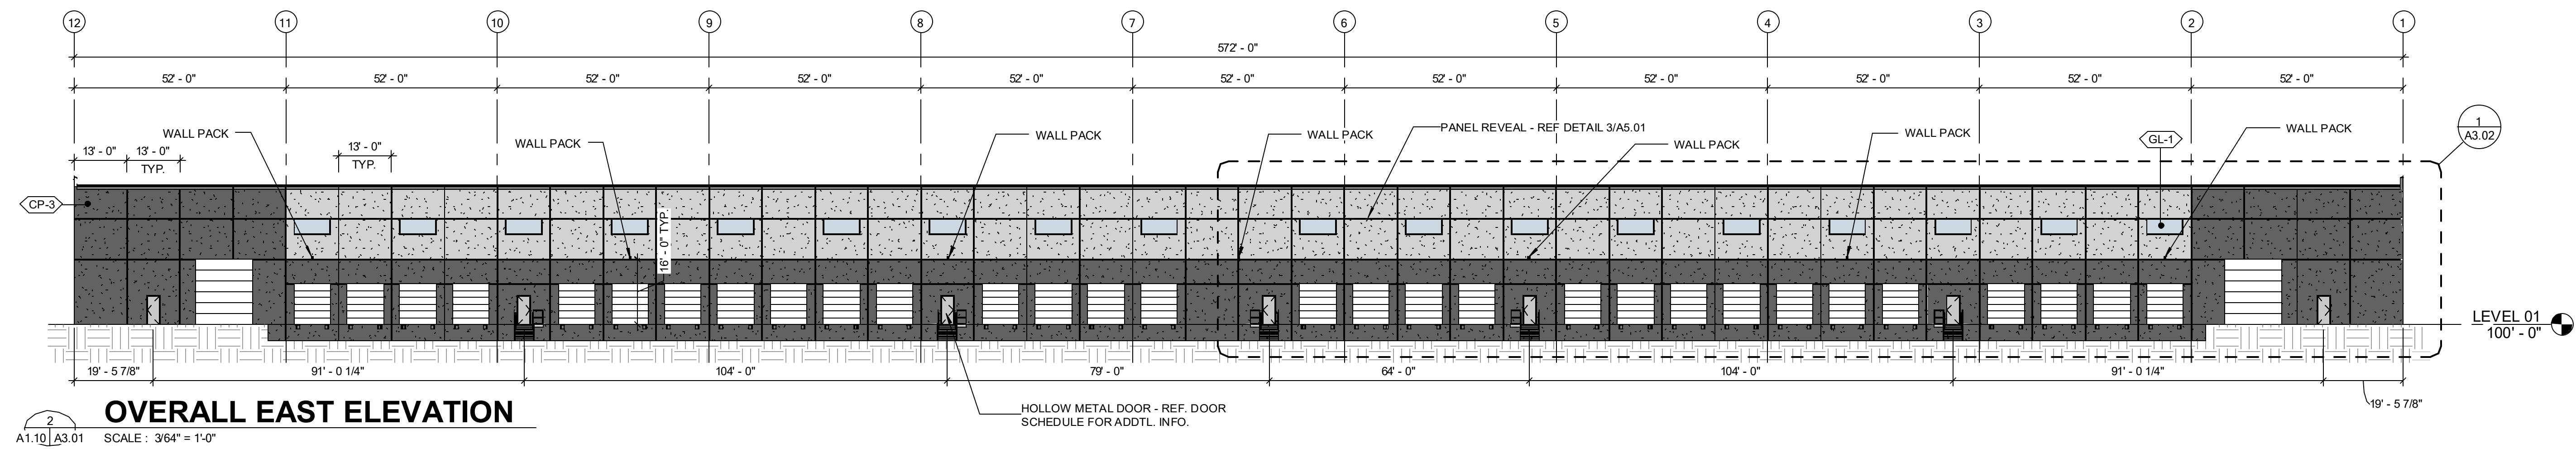 12 11 10 9 8 7 6 5 4 3 2 1
572' - 0"
52' - 0" 52' - 0" 52' - 0" 52' - 0" 52' - 0" 52' - 0" 52' - 0" 52' - 0" 52' - 0" 52' - 0" 52' - 0"
1
A3.02
PANEL REVEAL - REF DETAIL 3/A5.01
WALL PACK
WALL PACK
WALL PACK
WALL PACK
WALL PACK
WALL PACK
WALL PACK
GL-1
13' - 0"
13' - 0"
TYP.
13' - 0"
TYP.
CP-3
16' - 0" TYP.
LEVEL 01
100' - 0"
19' - 5 7/8" 91' - 0 1/4" 104' - 0" 79' - 0" 64' - 0" 104' - 0" 91' - 0 1/4"
19' - 5 7/8"
HOLLOW METAL DOOR - REF. DOOR
SCHEDULE FOR ADDTL. INFO.
2
A1.10 A3.01
OVERALL EAST ELEVATION
SCALE : 3/64" = 1'-0"